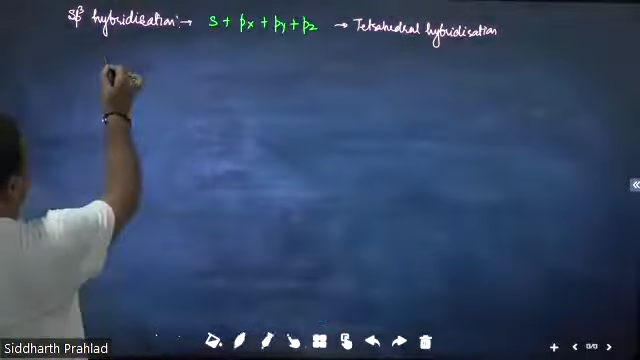 Sp³ hybridisation :→ S + px + py + pz → Tetrahedral hybridisation
Siddharth Prahlad